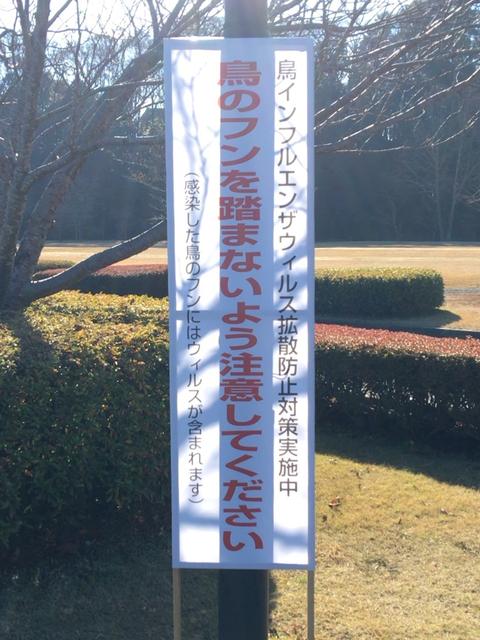 鳥インフルエンザウィルス拡散防止対策実施中
鳥のフンを踏まないよう注意してください
(感染した鳥のフンにはウィルスが含まれます)